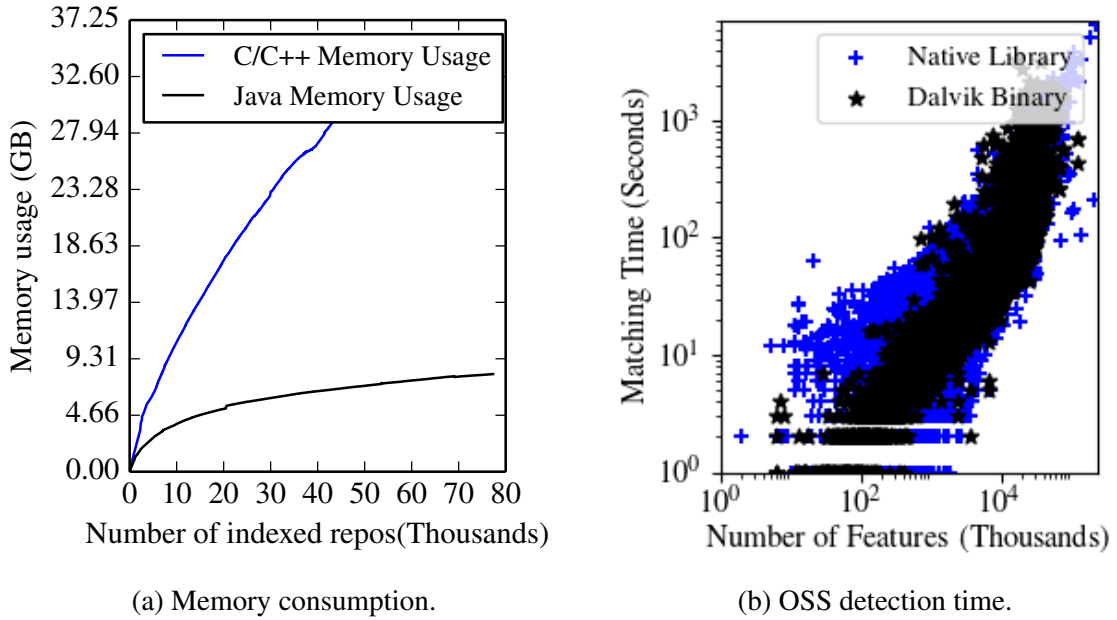 37.25
32.60
27.94
23.28
18.63
13.97
9.31
4.66
0.00
Memory usage (GB)
C/C++ Memory Usage
Java Memory Usage
0 10 20 30 40 50 60 70 80
Number of indexed repos(Thousands)
(a) Memory consumption.
Matching Time (Seconds)
10³
10²
10¹
10⁰
Native Library
Dalvik Binary
10⁰ 10² 10⁴
Number of Features (Thousands)
(b) OSS detection time.